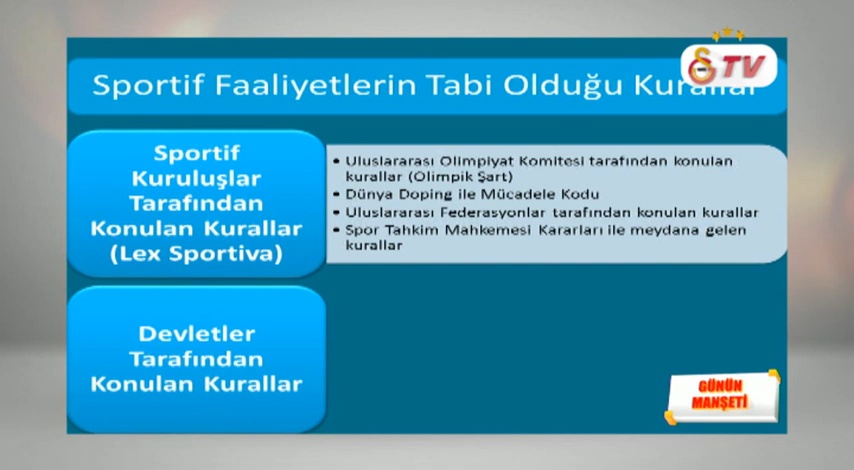 TV
Sportif Faaliyetlerin Tabi Olduğu Kurallar
Sportif
Kuruluşlar
Tarafından
Konulan Kurallar
(Lex Sportiva)
• Uluslararası Olimpiyat Komitesi tarafından konulan
kurallar (Olimpik Şart)
• Dünya Doping ile Mücadele Kodu
• Uluslararası Federasyonlar tarafından konulan kurallar
• Spor Tahkim Mahkemesi Kararları ile meydana gelen
kurallar
Devletler
Tarafından
Konulan Kurallar
GÜNÜN
MANŞETİ